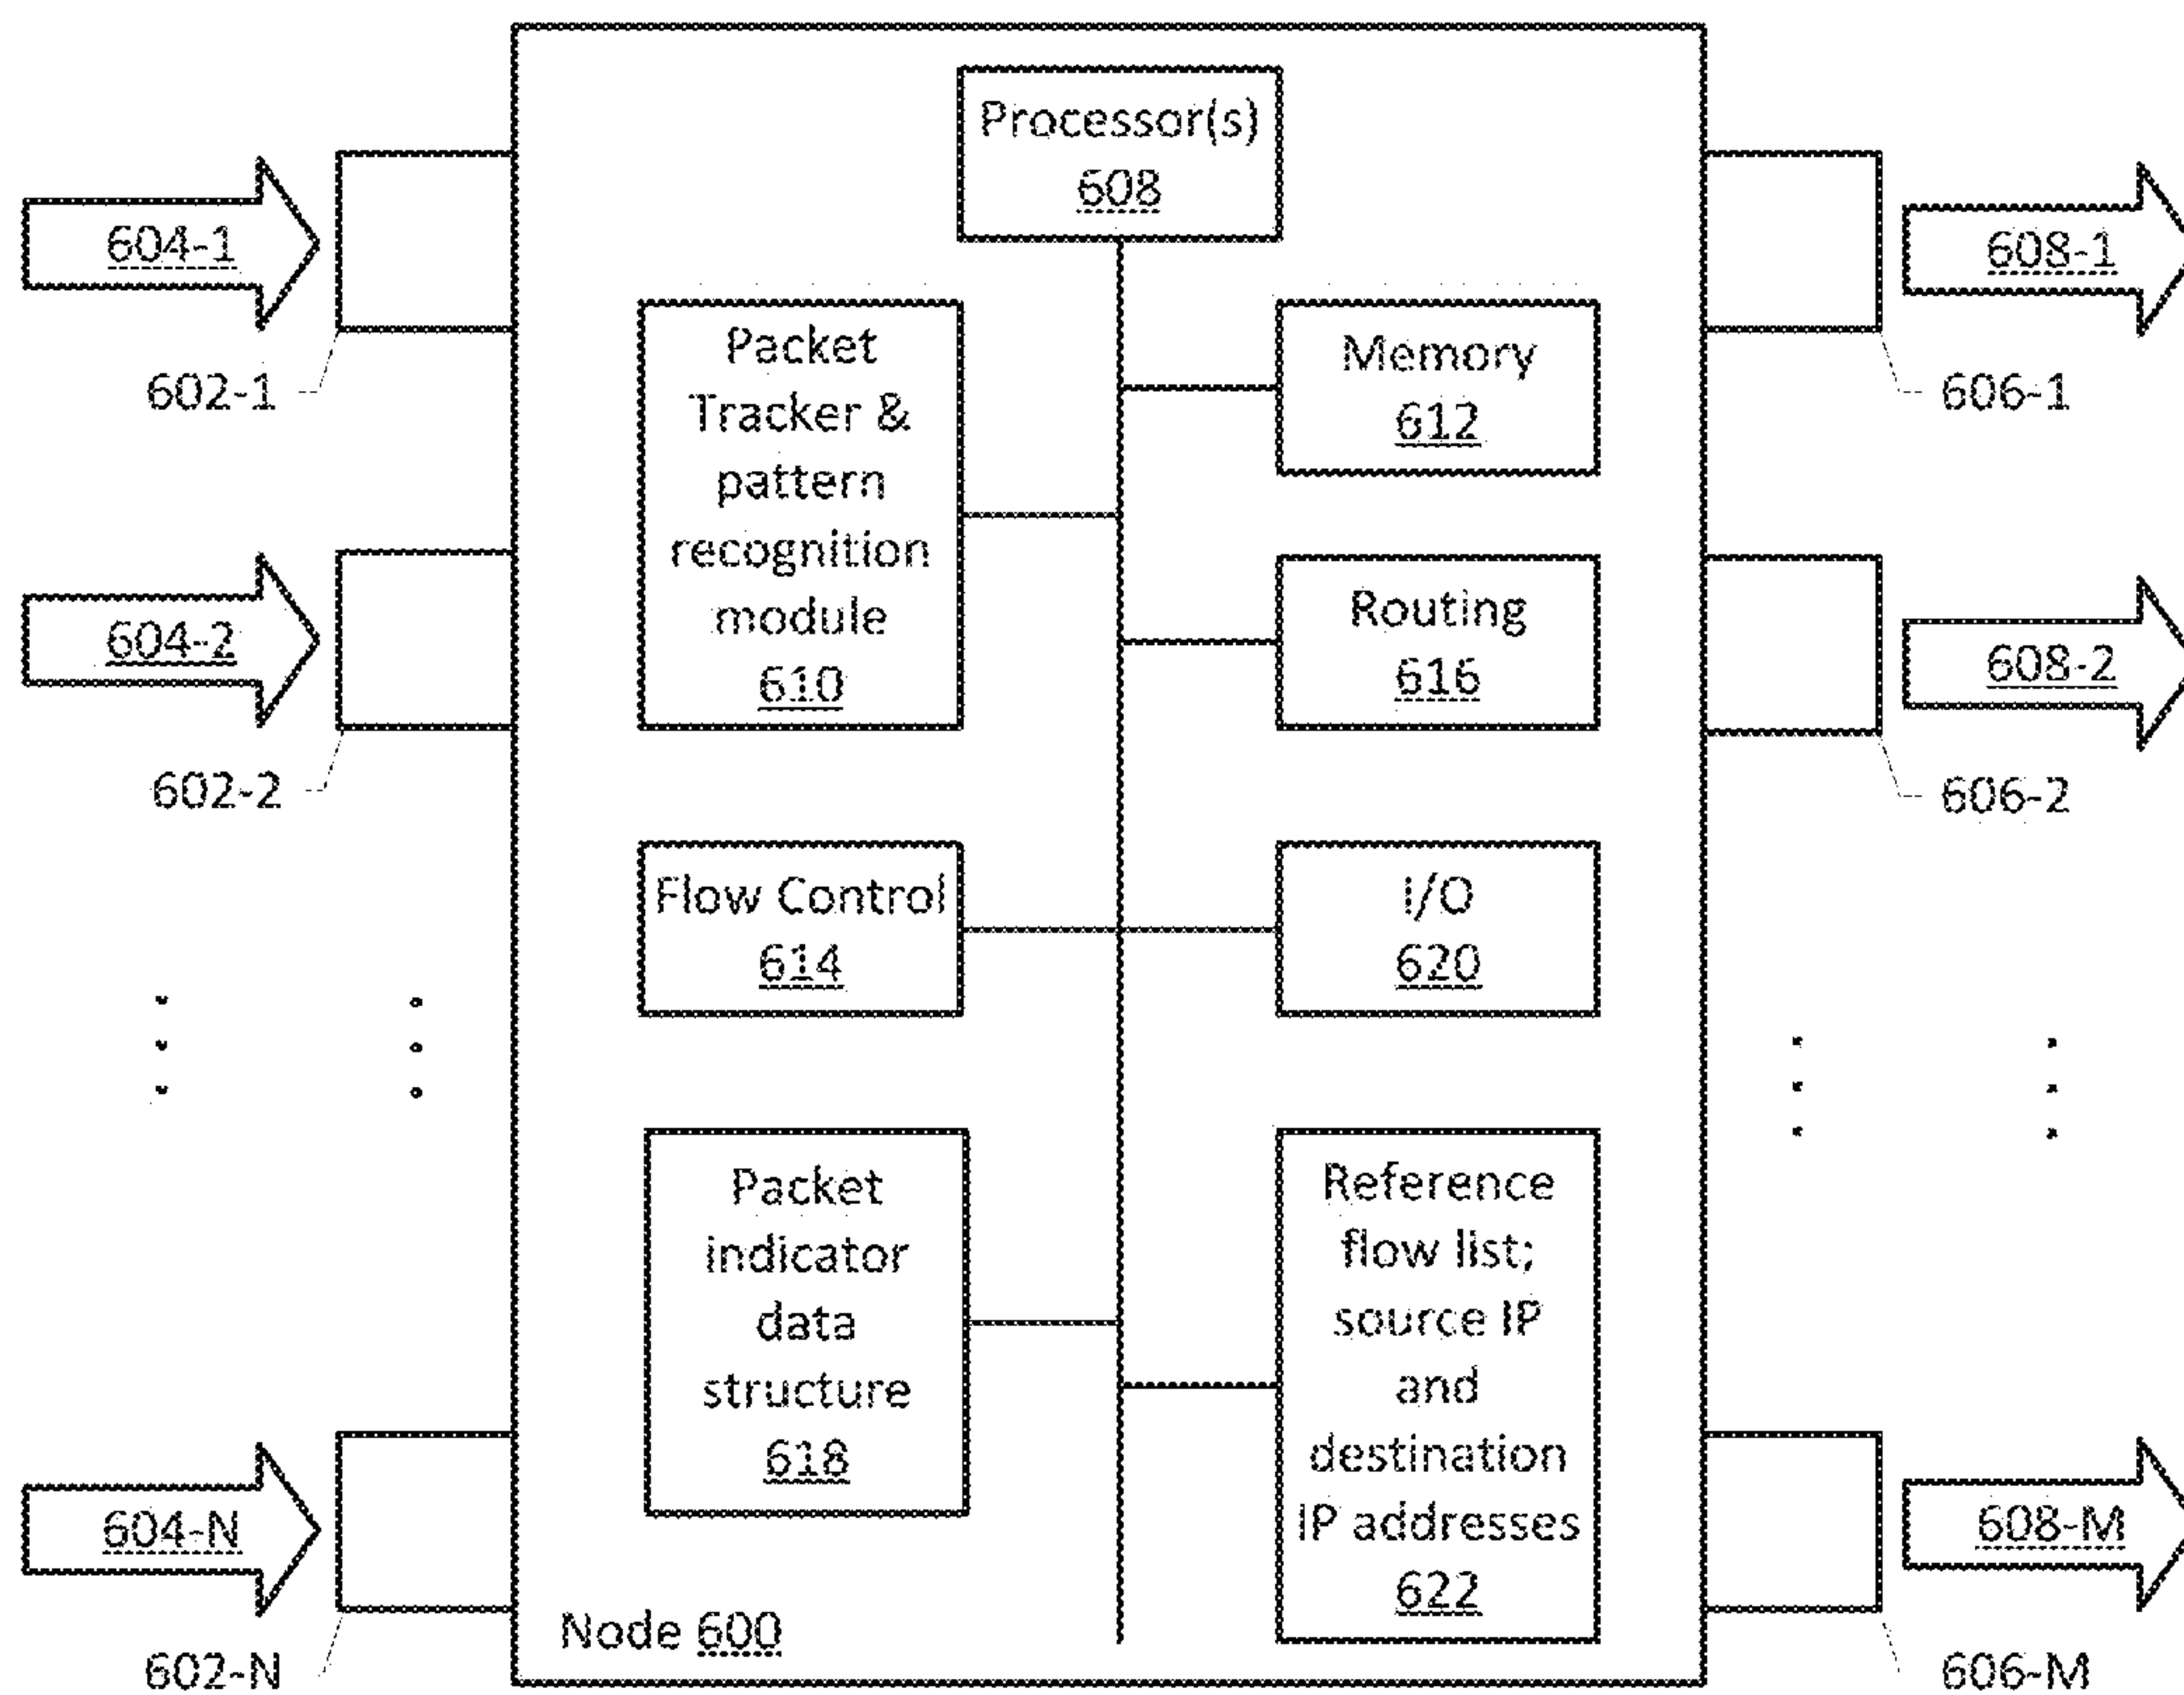 Processor(s)
608
604-1
602-1
604-2
602-2
604-N
602-N
Packet
Tracker &
pattern
recognition
module
610
Memory
612
Routing
616
Flow Control
614
I/O
620
Packet
indicator
data
structure
618
Reference
flow list;
source IP
and
destination
IP addresses
622
Node 600
608-1
606-1
608-2
606-2
608-M
606-M